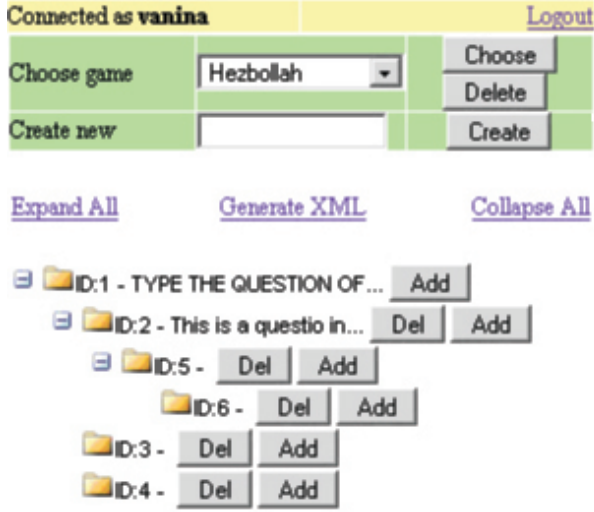 Connected as vanina Logout
Choose game Hezbollah Choose
Delete
Create new Create
Expand All Generate XML Collapse All
ID:1 - TYPE THE QUESTION OF... Add
ID:2 - This is a questio in... Del Add
ID:5 - Del Add
ID:6 - Del Add
ID:3 - Del Add
ID:4 - Del Add